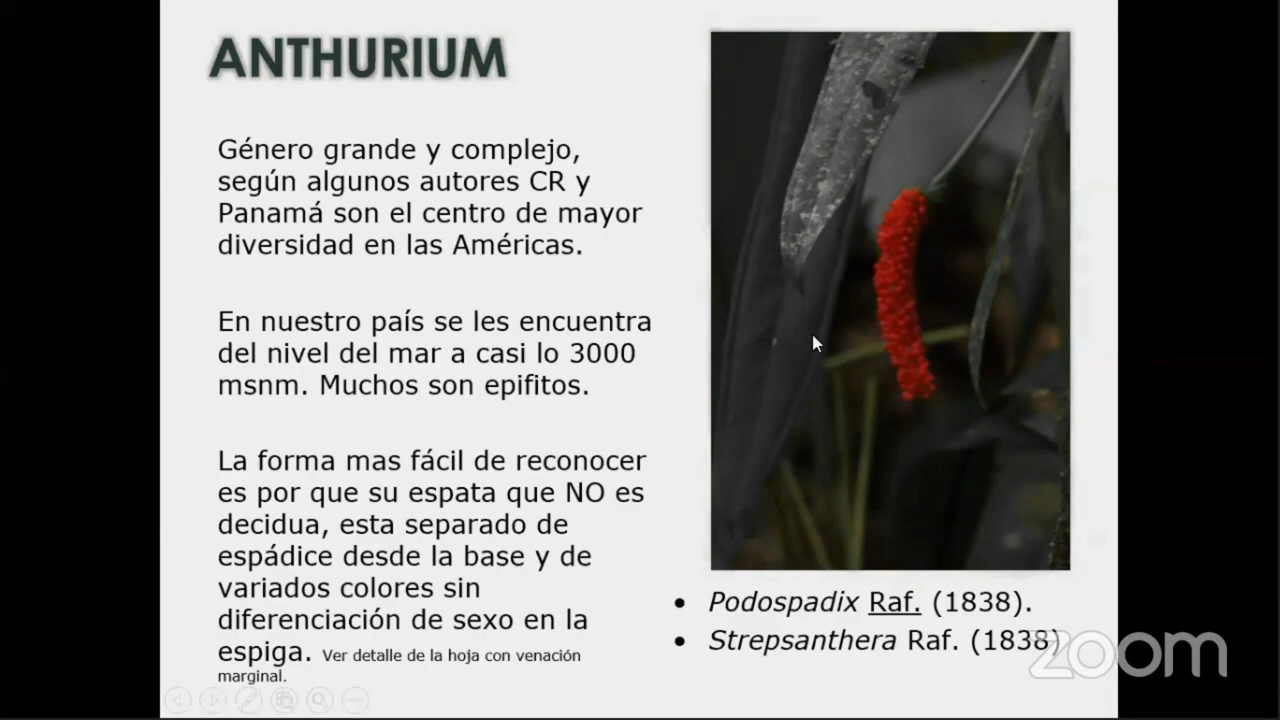 ANTHURIUM
Género grande y complejo,
según algunos autores CR y
Panamá son el centro de mayor
diversidad en las Américas.
En nuestro país se les encuentra
del nivel del mar a casi lo 3000
msnm. Muchos son epifitos.
La forma mas fácil de reconocer
es por que su espata que NO es
decidua, esta separado de
espádice desde la base y de
variados colores sin
diferenciación de sexo en la
espiga. Ver detalle de la hoja con venación
marginal.
• Podospadix Raf. (1838).
• Strepsanthera Raf. (1838)
zoom